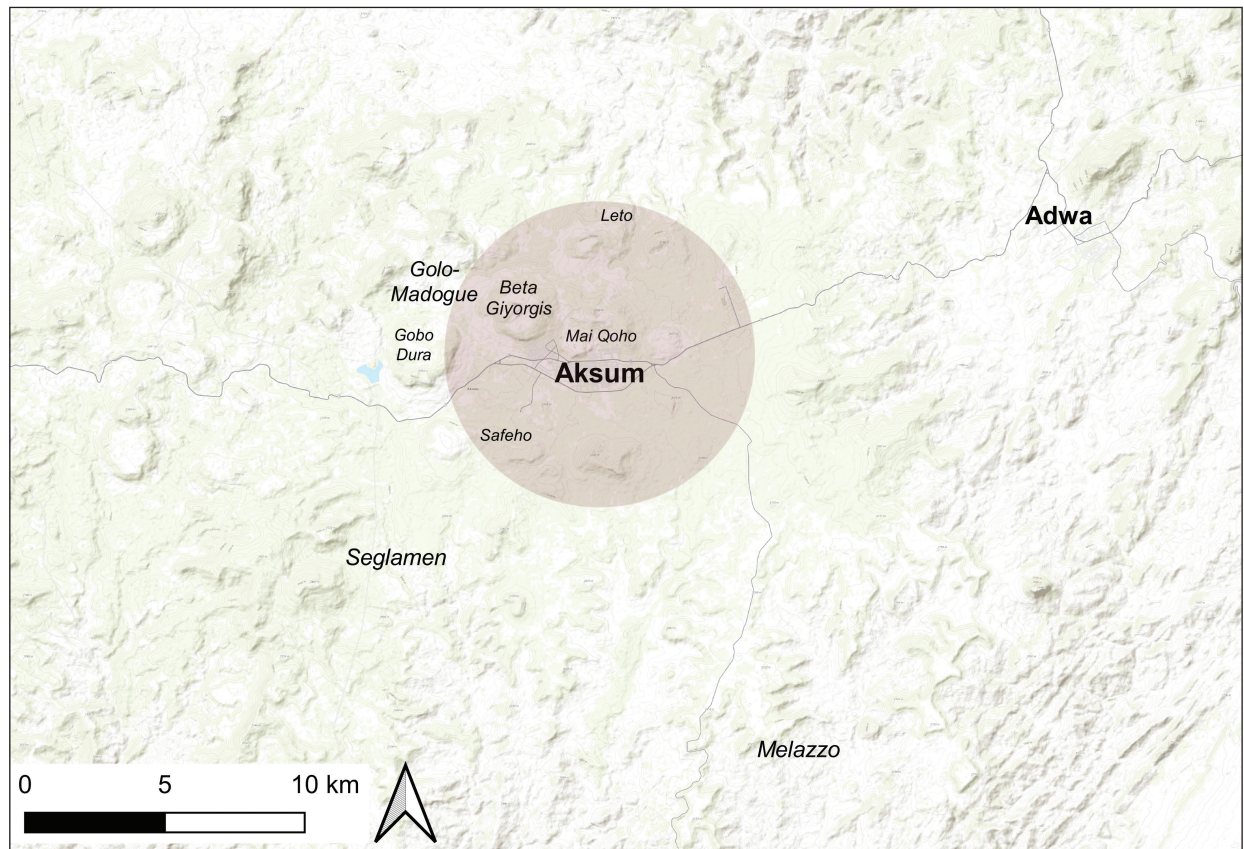 Leto
Adwa
Golo-
Madogue
Beta
Giyorgis
Gobo
Dura
Mai Qoho
Aksum
Safeho
Seglamen
Melazzo
0 5 10 km